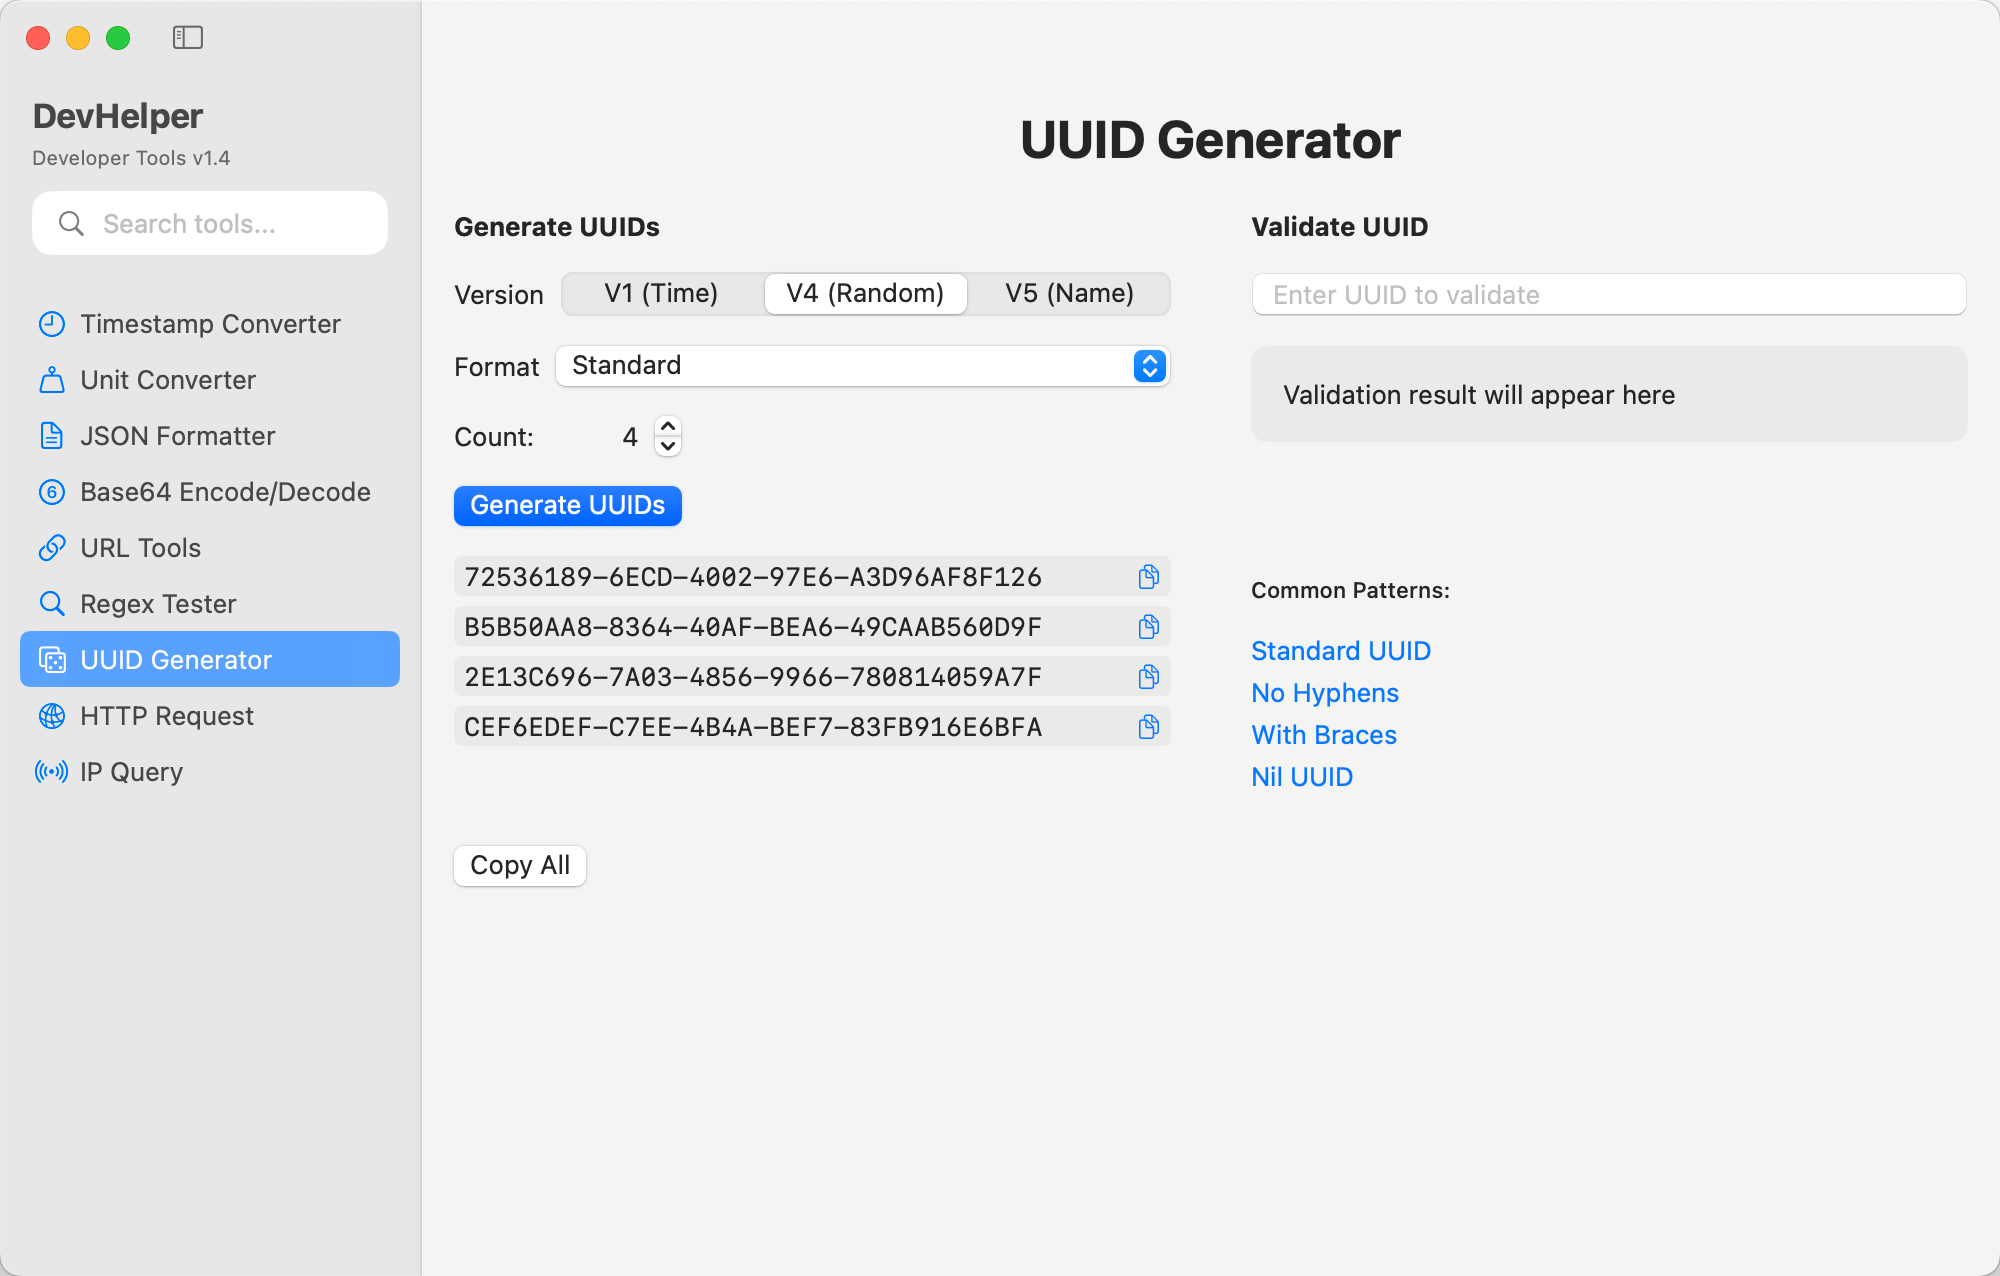 DevHelper
Developer Tools v1.4
Search tools...
Timestamp Converter
Unit Converter
JSON Formatter
6
Base64 Encode/Decode
URL Tools
Regex Tester
UUID Generator
HTTP Request
IP Query
UUID Generator
Generate UUIDs
Version
V1 (Time)
V4 (Random)
V5 (Name)
Format
Standard
Count:
4
Generate UUIDs
72536189-6ECD-4002-97E6-A3D96AF8F126
B5B50AA8-8364-40AF-BEA6-49CAAB560D9F
2E13C696-7A03-4856-9966-780814059A7F
CEF6EDEF-C7EE-4B4A-BEF7-83FB916E6BFA
Copy All
Validate UUID
Enter UUID to validate
Validation result will appear here
Common Patterns:
Standard UUID
No Hyphens
With Braces
Nil UUID